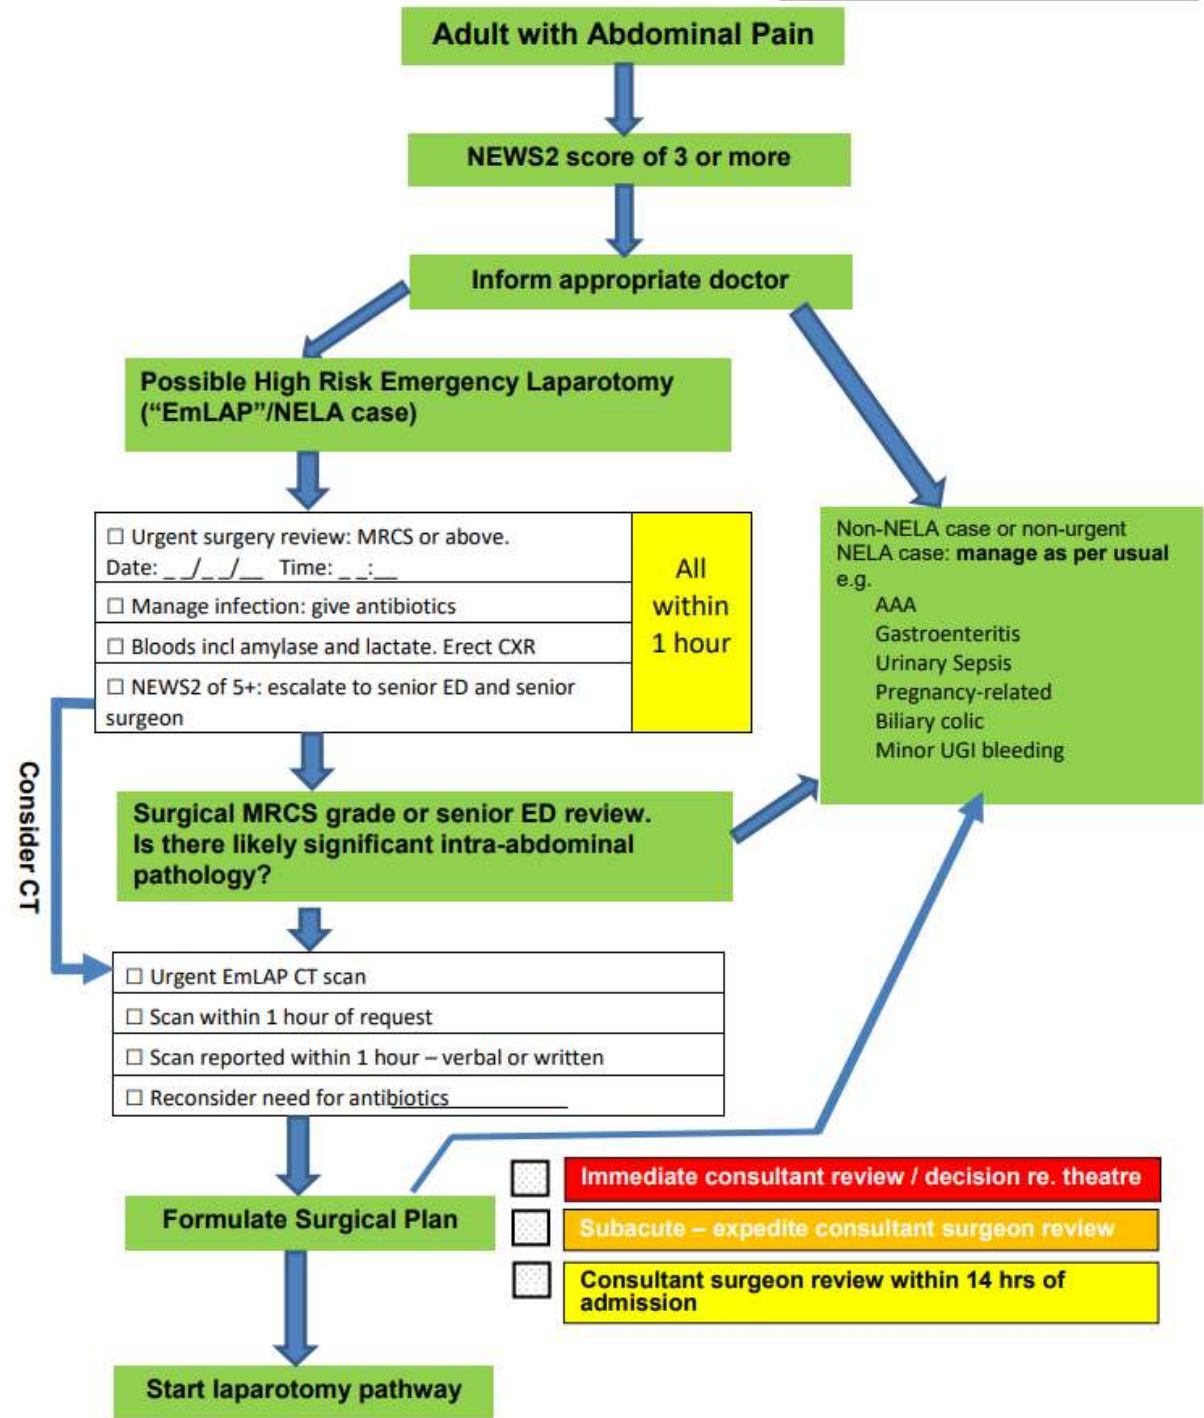 Adult with Abdominal Pain
NEWS2 score of 3 or more
Inform appropriate doctor
Possible High Risk Emergency Laparotomy
(“EmLAP”/NELA case)
☐ Urgent surgery review: MRCS or above.
Date: _ _/_ _/__ Time: _ _:__
☐ Manage infection: give antibiotics
☐ Bloods incl amylase and lactate. Erect CXR
☐ NEWS2 of 5+: escalate to senior ED and senior
surgeon
All
within
1 hour
Non-NELA case or non-urgent
NELA case: manage as per usual
e.g.
AAA
Gastroenteritis
Urinary Sepsis
Pregnancy-related
Biliary colic
Minor UGI bleeding
Consider CT
Surgical MRCS grade or senior ED review.
Is there likely significant intra-abdominal
pathology?
☐ Urgent EmLAP CT scan
☐ Scan within 1 hour of request
☐ Scan reported within 1 hour – verbal or written
☐ Reconsider need for antibiotics
Formulate Surgical Plan
Immediate consultant review / decision re. theatre
Subacute – expedite consultant surgeon review
Consultant surgeon review within 14 hrs of
admission
Start laparotomy pathway